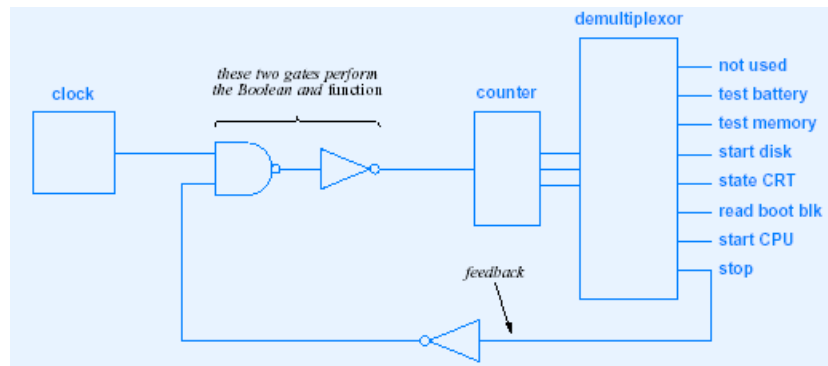 demultiplexor
these two gates perform
the Boolean and function
clock
counter
not used
test battery
test memory
start disk
state CRT
read boot blk
start CPU
stop
feedback